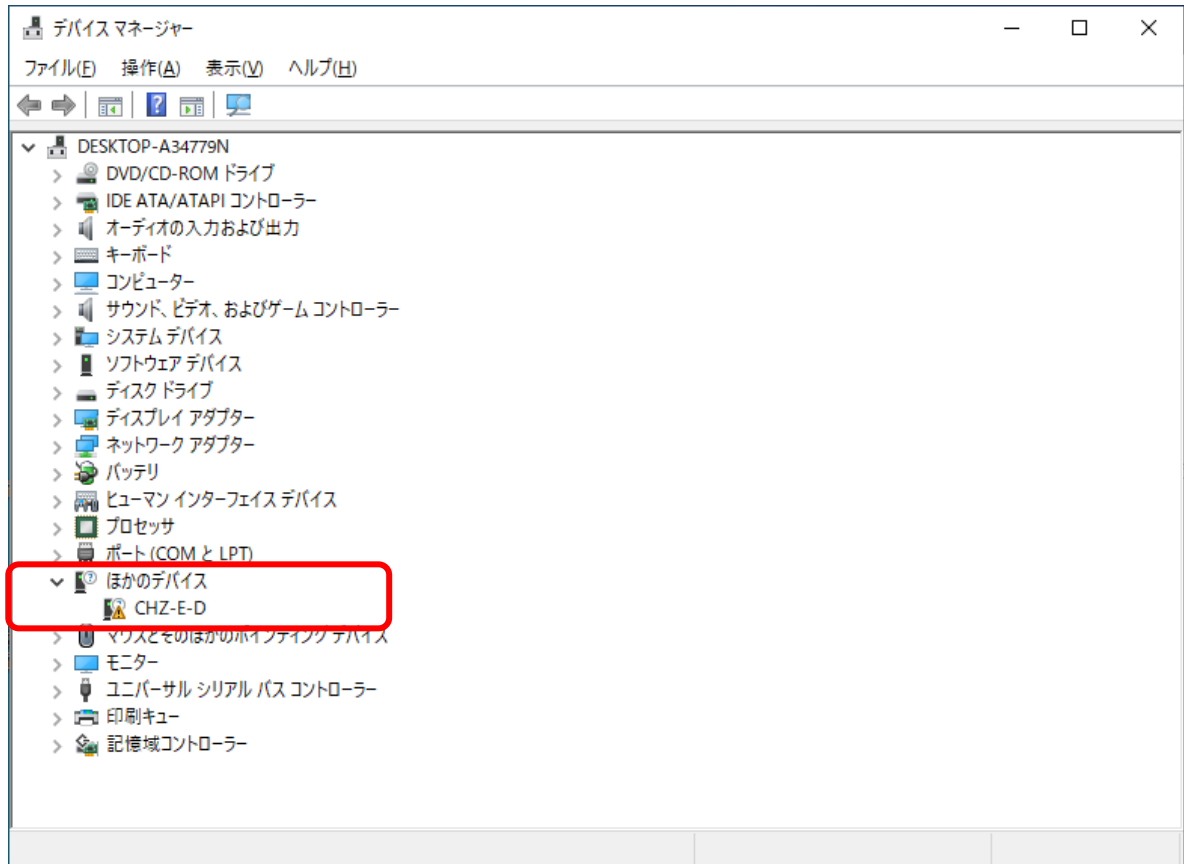 デバイス マネージャー
ファイル(F) 操作(A) 表示(V) ヘルプ(H)
DESKTOP-A34779N
DVD/CD-ROM ドライブ
IDE ATA/ATAPI コントローラー
オーディオの入力および出力
キーボード
コンピューター
サウンド、ビデオ、およびゲーム コントローラー
システム デバイス
ソフトウェア デバイス
ディスク ドライブ
ディスプレイ アダプター
ネットワーク アダプター
バッテリ
ヒューマン インターフェイス デバイス
プロセッサ
ポート (COM と LPT)
ほかのデバイス
CHZ-E-D
マウスとそのほかのポインティング デバイス
モニター
ユニバーサル シリアル バス コントローラー
印刷キュー
記憶域コントローラー